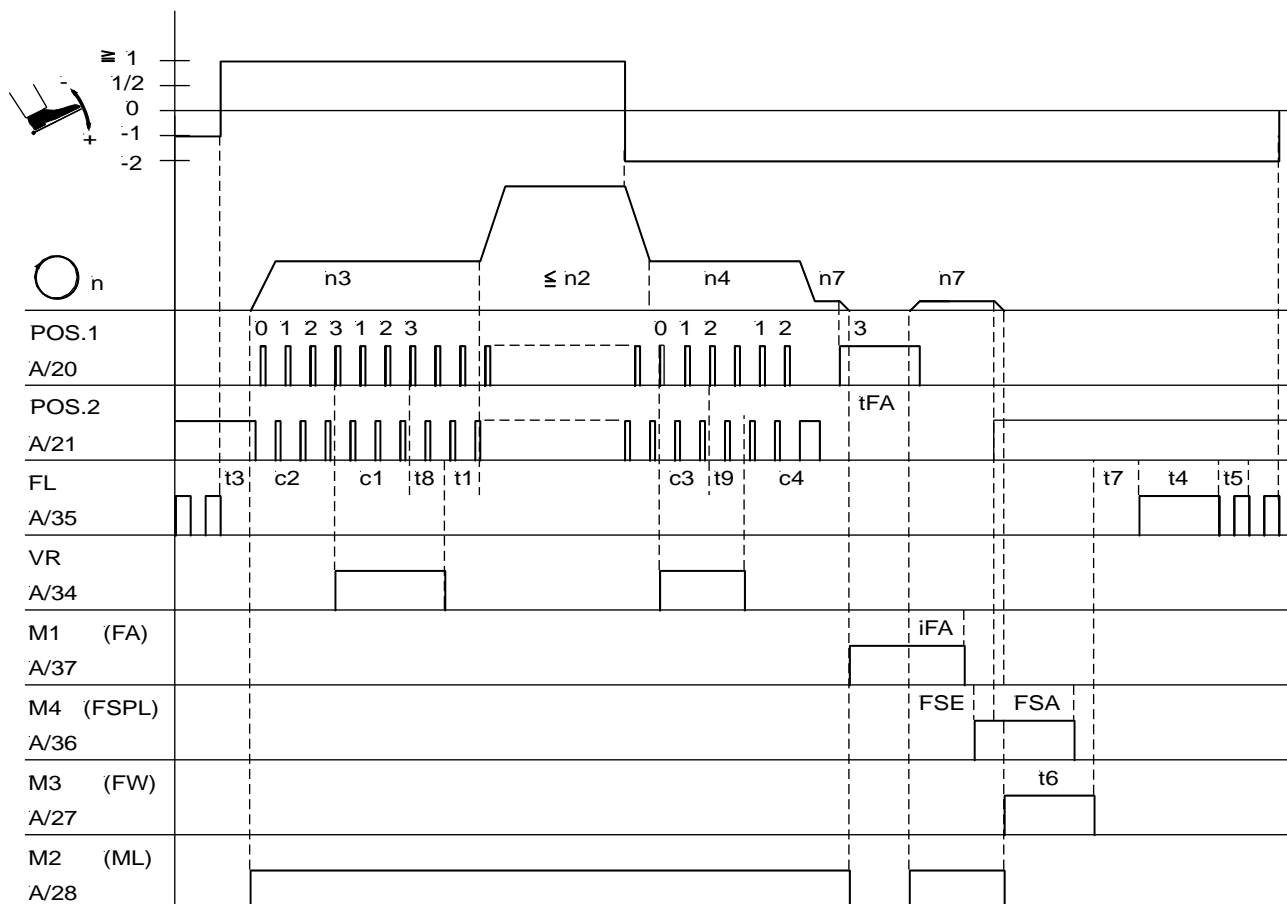 ≧ 1
1/2
0
-1
-2
-
+
n
n3
≦ n2
n4
n7
n7
POS.1
0 1 2 3 1 2 3
0 1 2 1 2
3
A/20
POS.2
tFA
A/21
FL
t3 c2 c1 t8 t1 c3 t9 c4 t7 t4 t5
A/35
VR
A/34
M1 (FA)
iFA
A/37
M4 (FSPL)
FSE FSA
A/36
M3 (FW)
t6
A/27
M2 (ML)
A/28